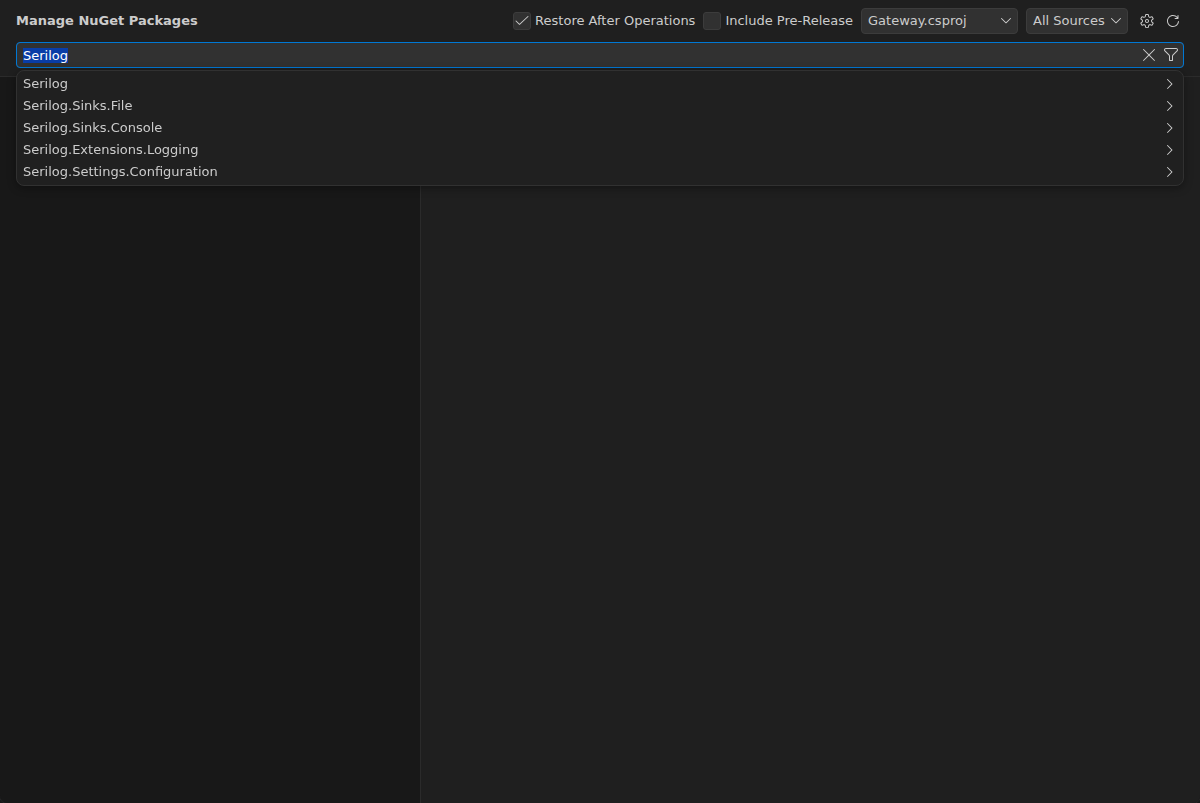 Manage NuGet Packages
Restore After Operations
Include Pre-Release
Gateway.csproj
All Sources
Serilog
Serilog
Serilog.Sinks.File
Serilog.Sinks.Console
Serilog.Extensions.Logging
Serilog.Settings.Configuration